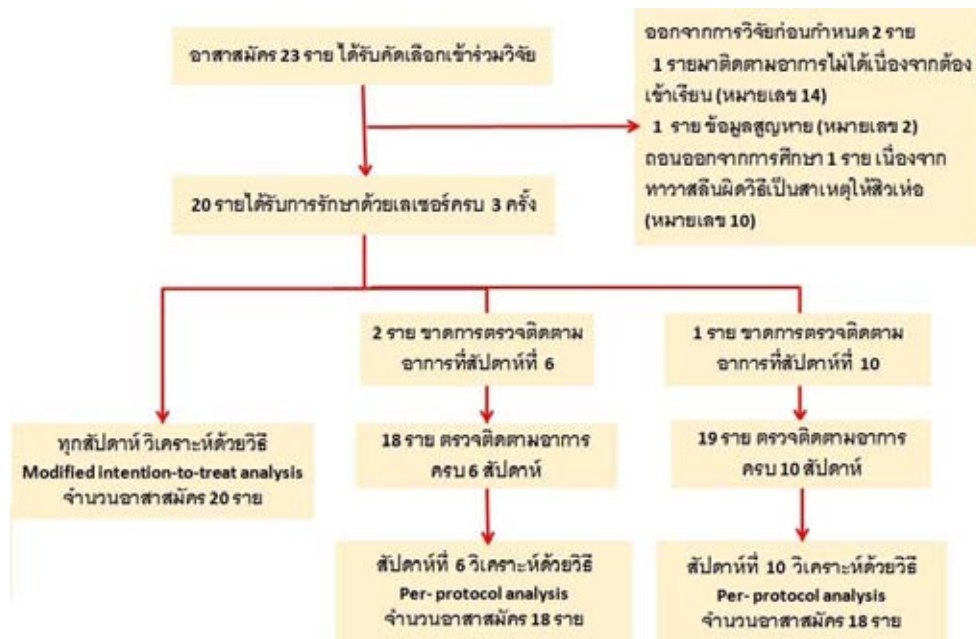 อาสาสมัคร 23 ราย ได้รับคัดเลือกเข้าร่วมวิจัย
ออกจากการวิจัยก่อนกำหนด 2 ราย
1 รายมาติดตามอาการไม่ได้เนื่องจากต้อง
เข้าเรียน (หมายเลข 14)
1 ราย ข้อมูลสูญหาย (หมายเลข 2)
ถอนออกจากการศึกษา 1 ราย เนื่องจาก
ทาวาสลีนผิดวิธีเป็นสาเหตุให้สิวเห่อ
(หมายเลข 10)
20 รายได้รับการรักษาด้วยเลเซอร์ครบ 3 ครั้ง
2 ราย ขาดการตรวจติดตาม
อาการที่สัปดาห์ที่ 6
1 ราย ขาดการตรวจติดตาม
อาการที่สัปดาห์ที่ 10
ทุกสัปดาห์ วิเคราะห์ด้วยวิธี
Modified intention-to-treat analysis
จำนวนอาสาสมัคร 20 ราย
18 ราย ตรวจติดตามอาการ
ครบ 6 สัปดาห์
19 ราย ตรวจติดตามอาการ
ครบ 10 สัปดาห์
สัปดาห์ที่ 6 วิเคราะห์ด้วยวิธี
Per- protocol analysis
จำนวนอาสาสมัคร 18 ราย
สัปดาห์ที่ 10 วิเคราะห์ด้วยวิธี
Per- protocol analysis
จำนวนอาสาสมัคร 18 ราย